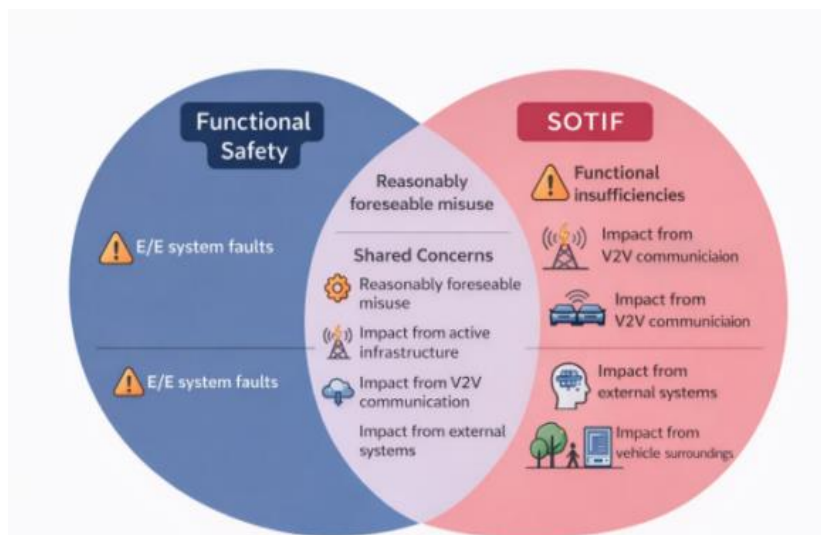 Functional
Safety
E/E system faults
E/E system faults
Reasonably
foreseeable misuse
Shared Concerns
Reasonably foreseeable
misuse
Impact from active
infrastructure
Impact from V2V
communication
Impact from external
systems
SOTIF
Functional
insufficiencies
Impact from
V2V communiciaion
Impact from
V2V communiciaion
Impact from
external systems
Impact from
vehicle surroundings